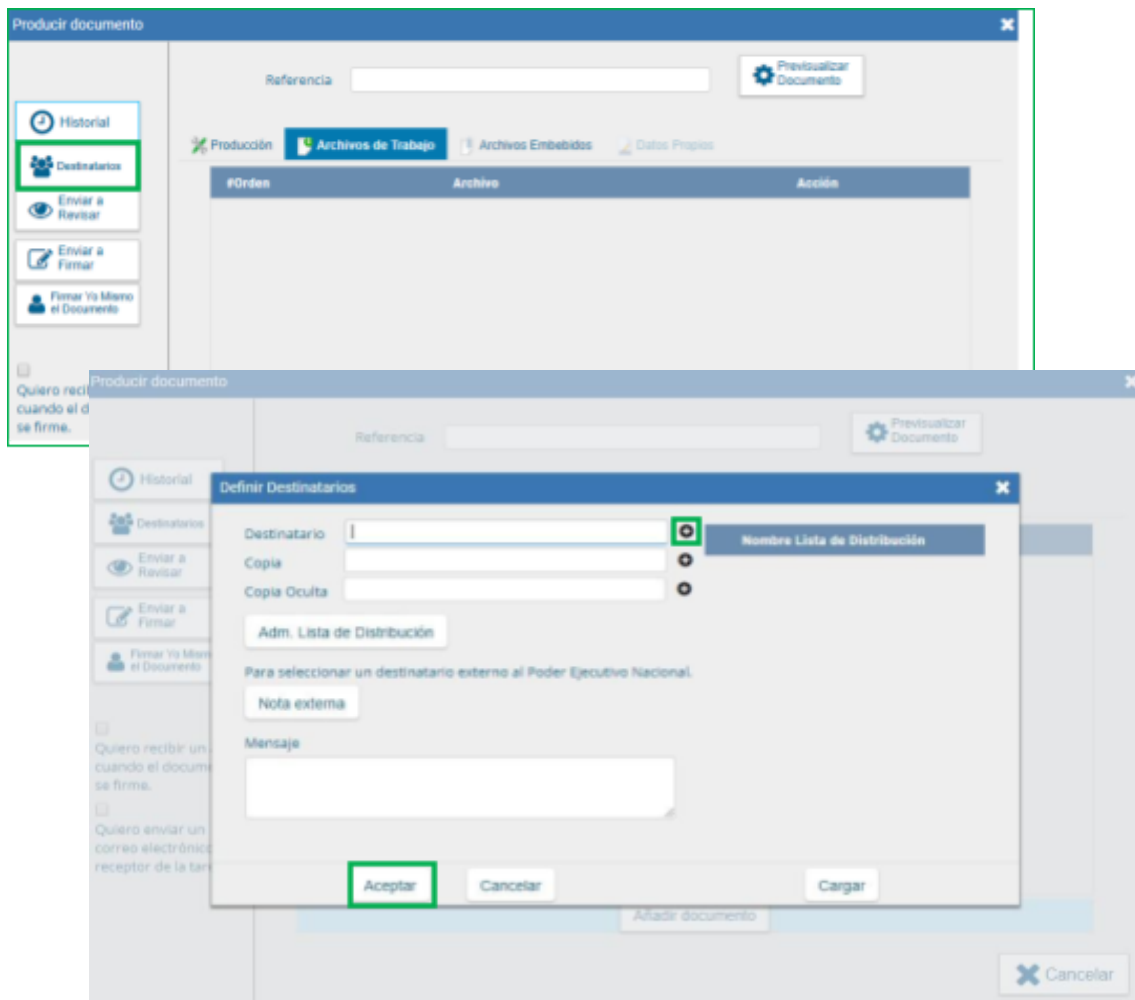 Producir documento
Referencia
Previsualizar
Documento
Historial
Destinatarios
Enviar a
Revisar
Enviar a
Firmar
Firmar Yo Mismo
el Documento
Producción
Archivos de Trabajo
Archivos Embebidos
Datos Propios
#Orden
Archivo
Acción
Quiero reci
cuando el d
se firme.
Producir documento
Referencia
Previsualizar
Documento
Historial
Destinatarios
Enviar a
Revisar
Enviar a
Firmar
Firmar Yo Mism
el Documento
Quiero recibir un
cuando el docume
se firme.
Quiero enviar un
correo electrónico
receptor de la tare
Definir Destinatarios
Destinatario
Copia
Copia Oculta
Nombre Lista de Distribución
Adm. Lista de Distribución
Para seleccionar un destinatario externo al Poder Ejecutivo Nacional.
Nota externa
Mensaje
Aceptar
Cancelar
Cargar
Añadir documento
Cancelar